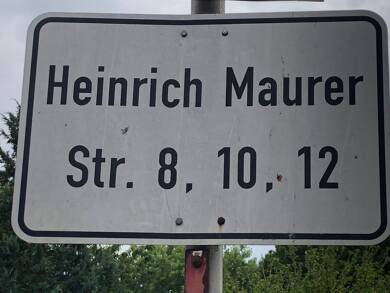 Heinrich Maurer
Str. 8, 10, 12